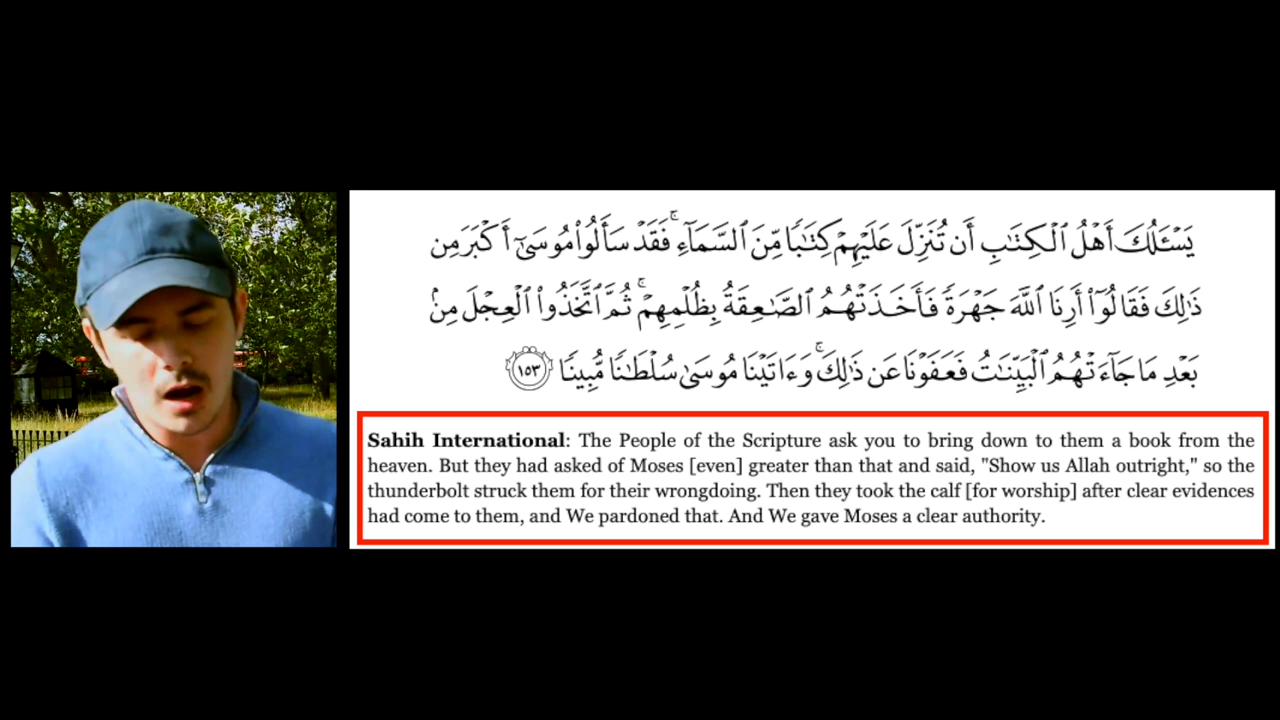 يَسْـَٔلُكَ أَهْلُ ٱلْكِتَـٰبِ أَن تُنَزِّلَ عَلَيْهِمْ كِتَـٰبًا مِّنَ ٱلسَّمَآءِ ۚ فَقَدْ سَأَلُوا۟ مُوسَىٰٓ أَكْبَرَ مِن
ذَٰلِكَ فَقَالُوٓا۟ أَرِنَا ٱللَّهَ جَهْرَةً فَأَخَذَتْهُمُ ٱلصَّـٰعِقَةُ بِظُلْمِهِمْ ۚ ثُمَّ ٱتَّخَذُوا۟ ٱلْعِجْلَ مِنۢ
بَعْدِ مَا جَآءَتْهُمُ ٱلْبَيِّنَـٰتُ فَعَفَوْنَا عَن ذَٰلِكَ ۚ وَءَاتَيْنَا مُوسَىٰ سُلْطَـٰنًا مُّبِينًا ١٥٣
Sahih International: The People of the Scripture ask you to bring down to them a book from the
heaven. But they had asked of Moses [even] greater than that and said, "Show us Allah outright," so the
thunderbolt struck them for their wrongdoing. Then they took the calf [for worship] after clear evidences
had come to them, and We pardoned that. And We gave Moses a clear authority.